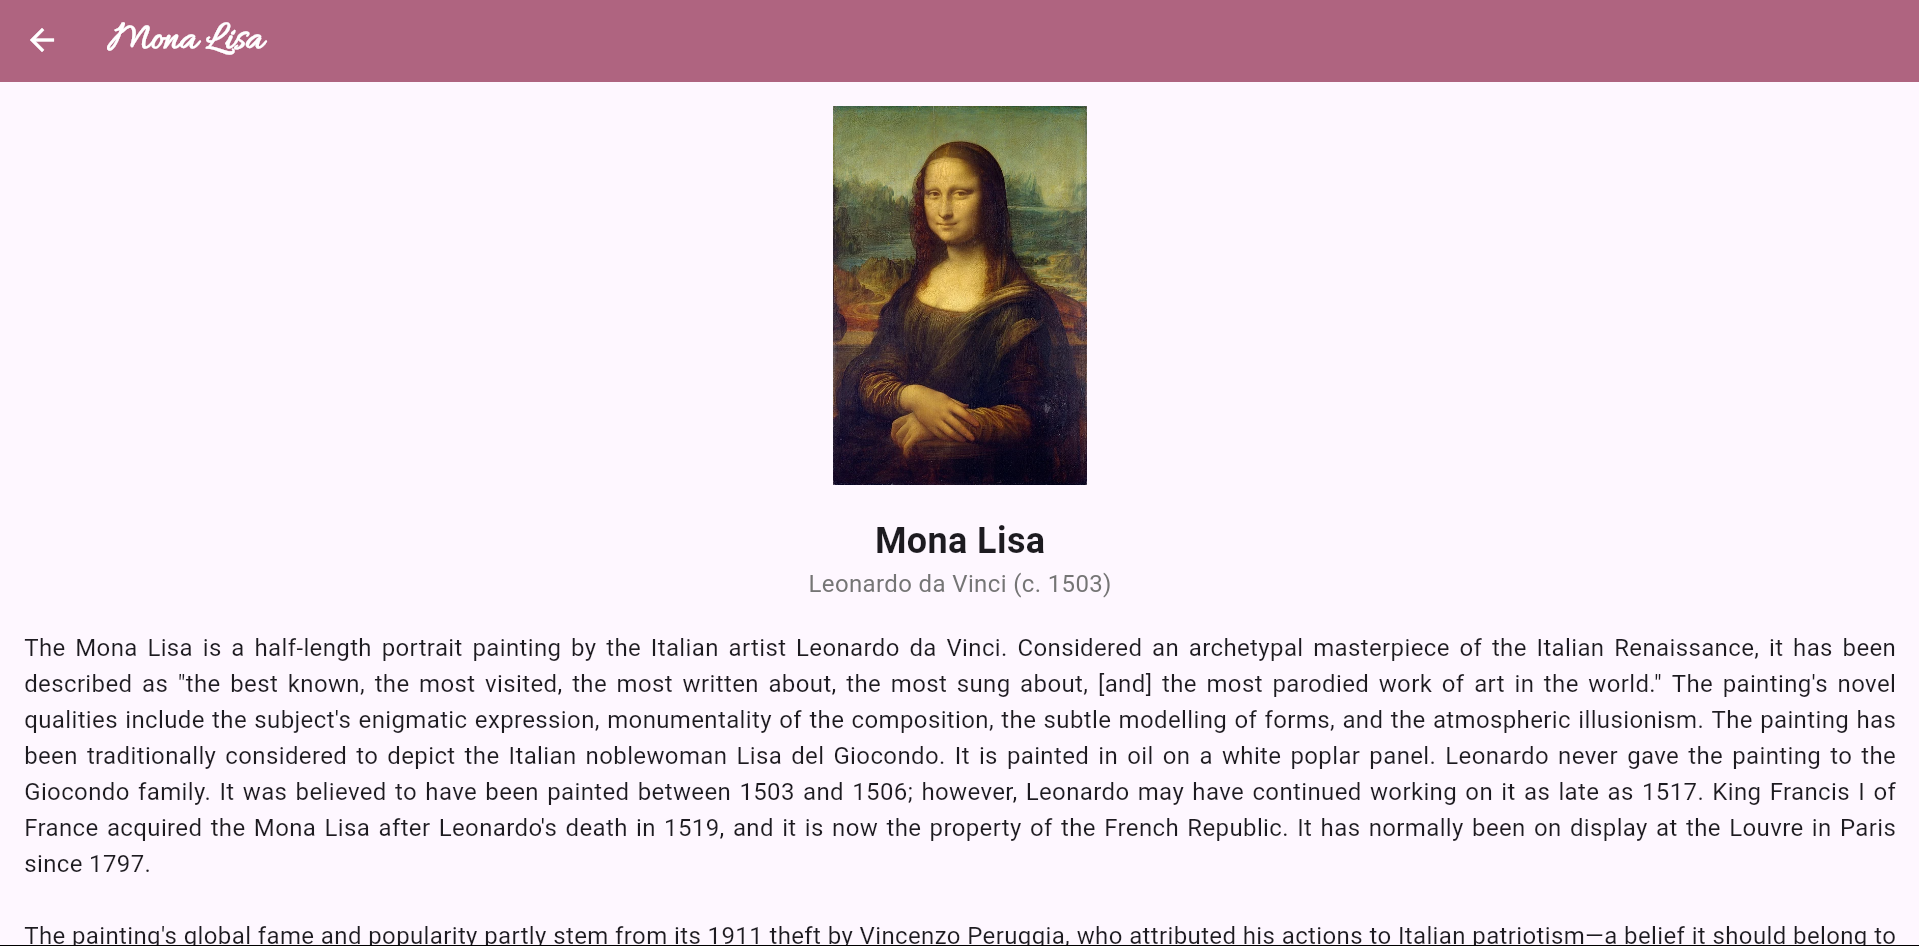 Mona Lisa
Mona Lisa
Leonardo da Vinci (c. 1503)
The Mona Lisa is a half-length portrait painting by the Italian artist Leonardo da Vinci. Considered an archetypal masterpiece of the Italian Renaissance, it has been
described as "the best known, the most visited, the most written about, the most sung about, [and] the most parodied work of art in the world." The painting's novel
qualities include the subject's enigmatic expression, monumentality of the composition, the subtle modelling of forms, and the atmospheric illusionism. The painting has
been traditionally considered to depict the Italian noblewoman Lisa del Giocondo. It is painted in oil on a white poplar panel. Leonardo never gave the painting to the
Giocondo family. It was believed to have been painted between 1503 and 1506; however, Leonardo may have continued working on it as late as 1517. King Francis I of
France acquired the Mona Lisa after Leonardo's death in 1519, and it is now the property of the French Republic. It has normally been on display at the Louvre in Paris
since 1797.
The painting's global fame and popularity partly stem from its 1911 theft by Vincenzo Peruggia, who attributed his actions to Italian patriotism—a belief it should belong to